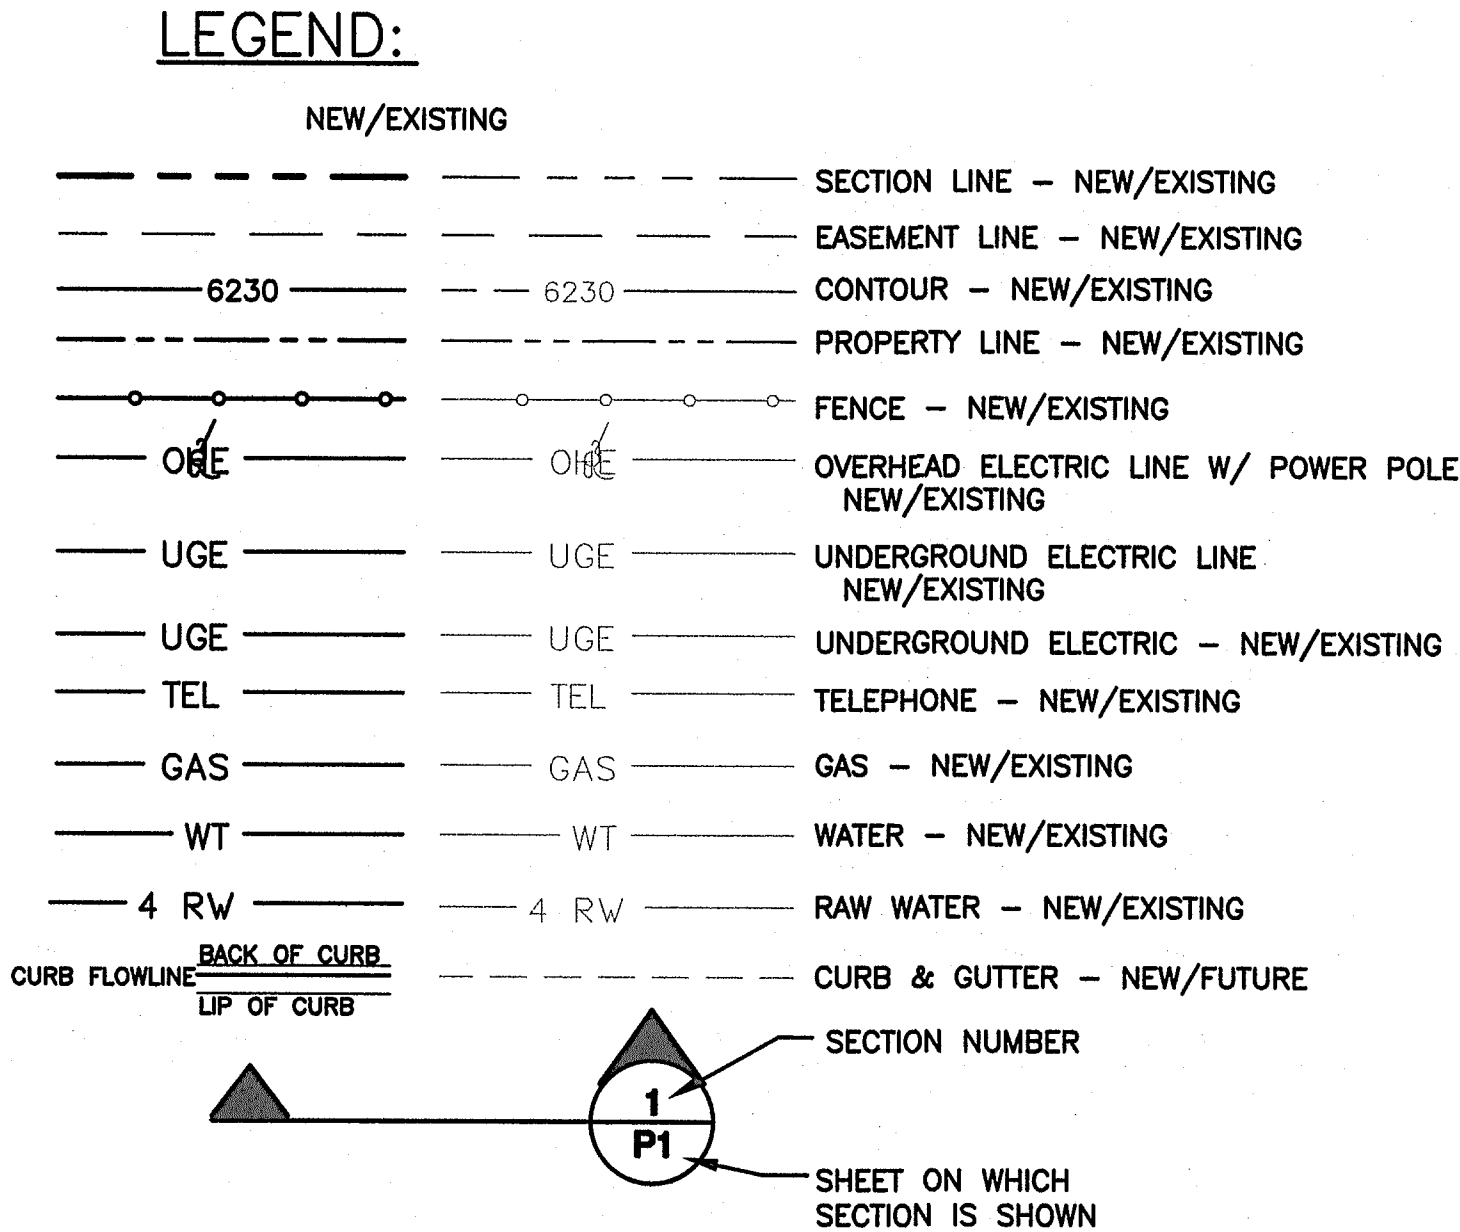 LEGEND:
NEW/EXISTING
SECTION LINE – NEW/EXISTING
EASEMENT LINE – NEW/EXISTING
6230 6230 CONTOUR – NEW/EXISTING
PROPERTY LINE – NEW/EXISTING
FENCE – NEW/EXISTING
OHE OHE OVERHEAD ELECTRIC LINE W/ POWER POLE
NEW/EXISTING
UGE UGE UNDERGROUND ELECTRIC LINE
NEW/EXISTING
UGE UGE UNDERGROUND ELECTRIC – NEW/EXISTING
TEL TEL TELEPHONE – NEW/EXISTING
GAS GAS GAS – NEW/EXISTING
WT WT WATER – NEW/EXISTING
4 RW 4 RW RAW WATER – NEW/EXISTING
BACK OF CURB
CURB FLOWLINE CURB & GUTTER – NEW/FUTURE
LIP OF CURB
SECTION NUMBER
1
P1
SHEET ON WHICH
SECTION IS SHOWN